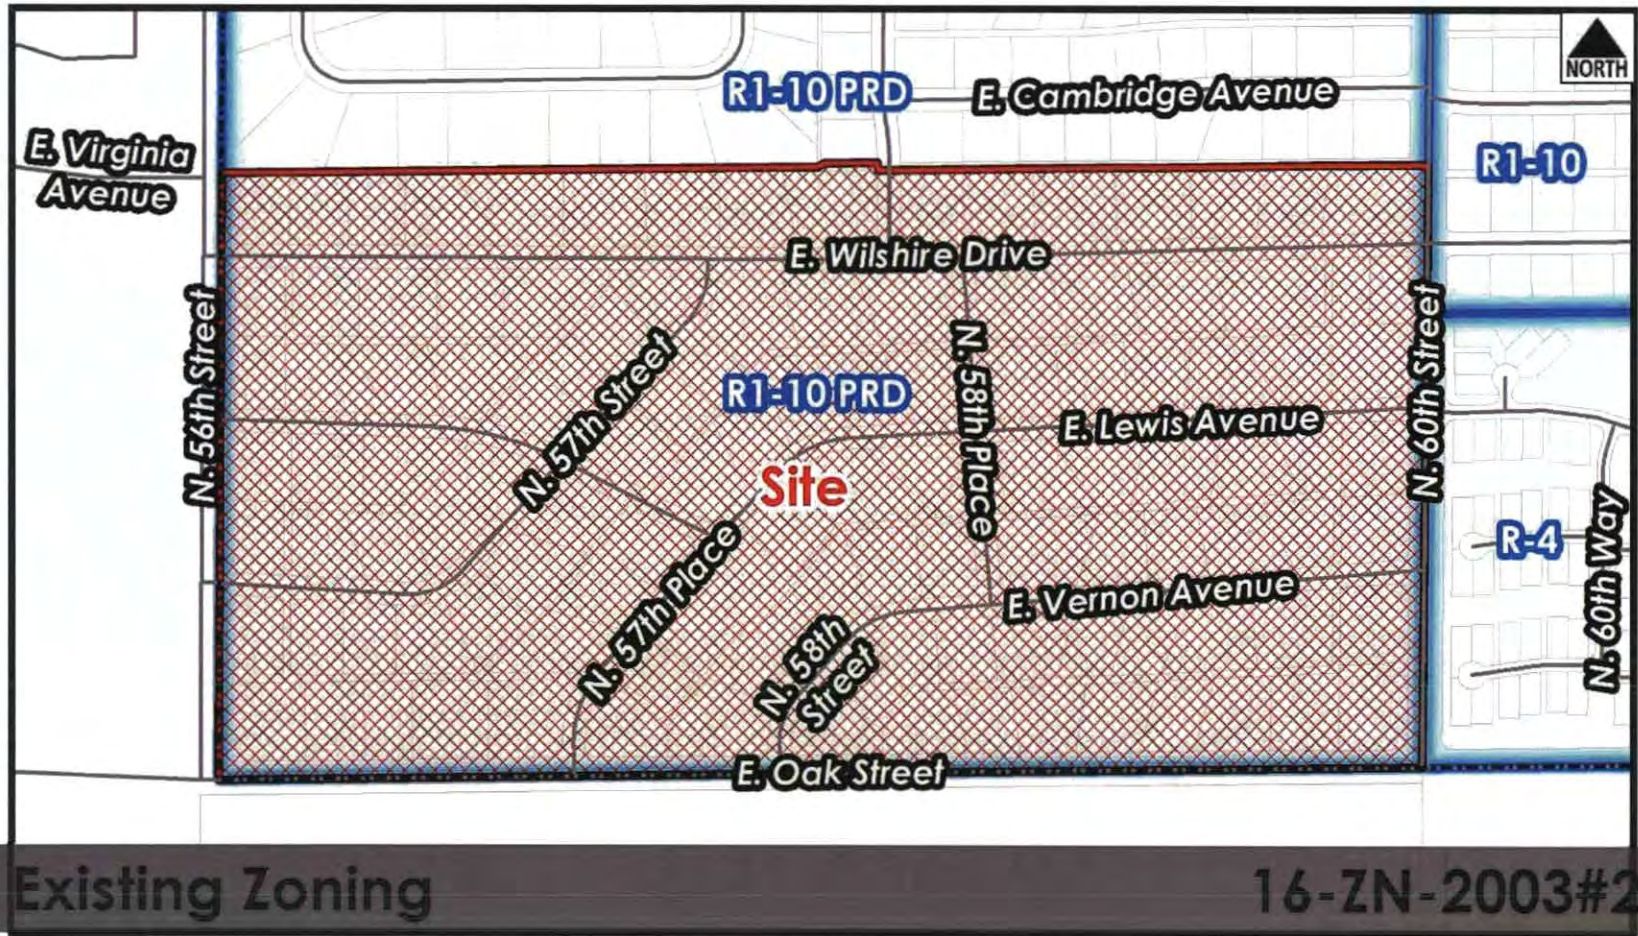 NORTH
R1-10 PRD
E. Cambridge Avenue
E. Virginia
Avenue
R1-10
E. Wilshire Drive
N. 56th Street
N. 57th Street
R1-10 PRD
N. 58th Place
E. Lewis Avenue
N. 60th Street
Site
N. 57th Place
R-4
N. 60th Way
E. Vernon Avenue
N. 58th
Street
E. Oak Street
Existing Zoning
16-ZN-2003#2